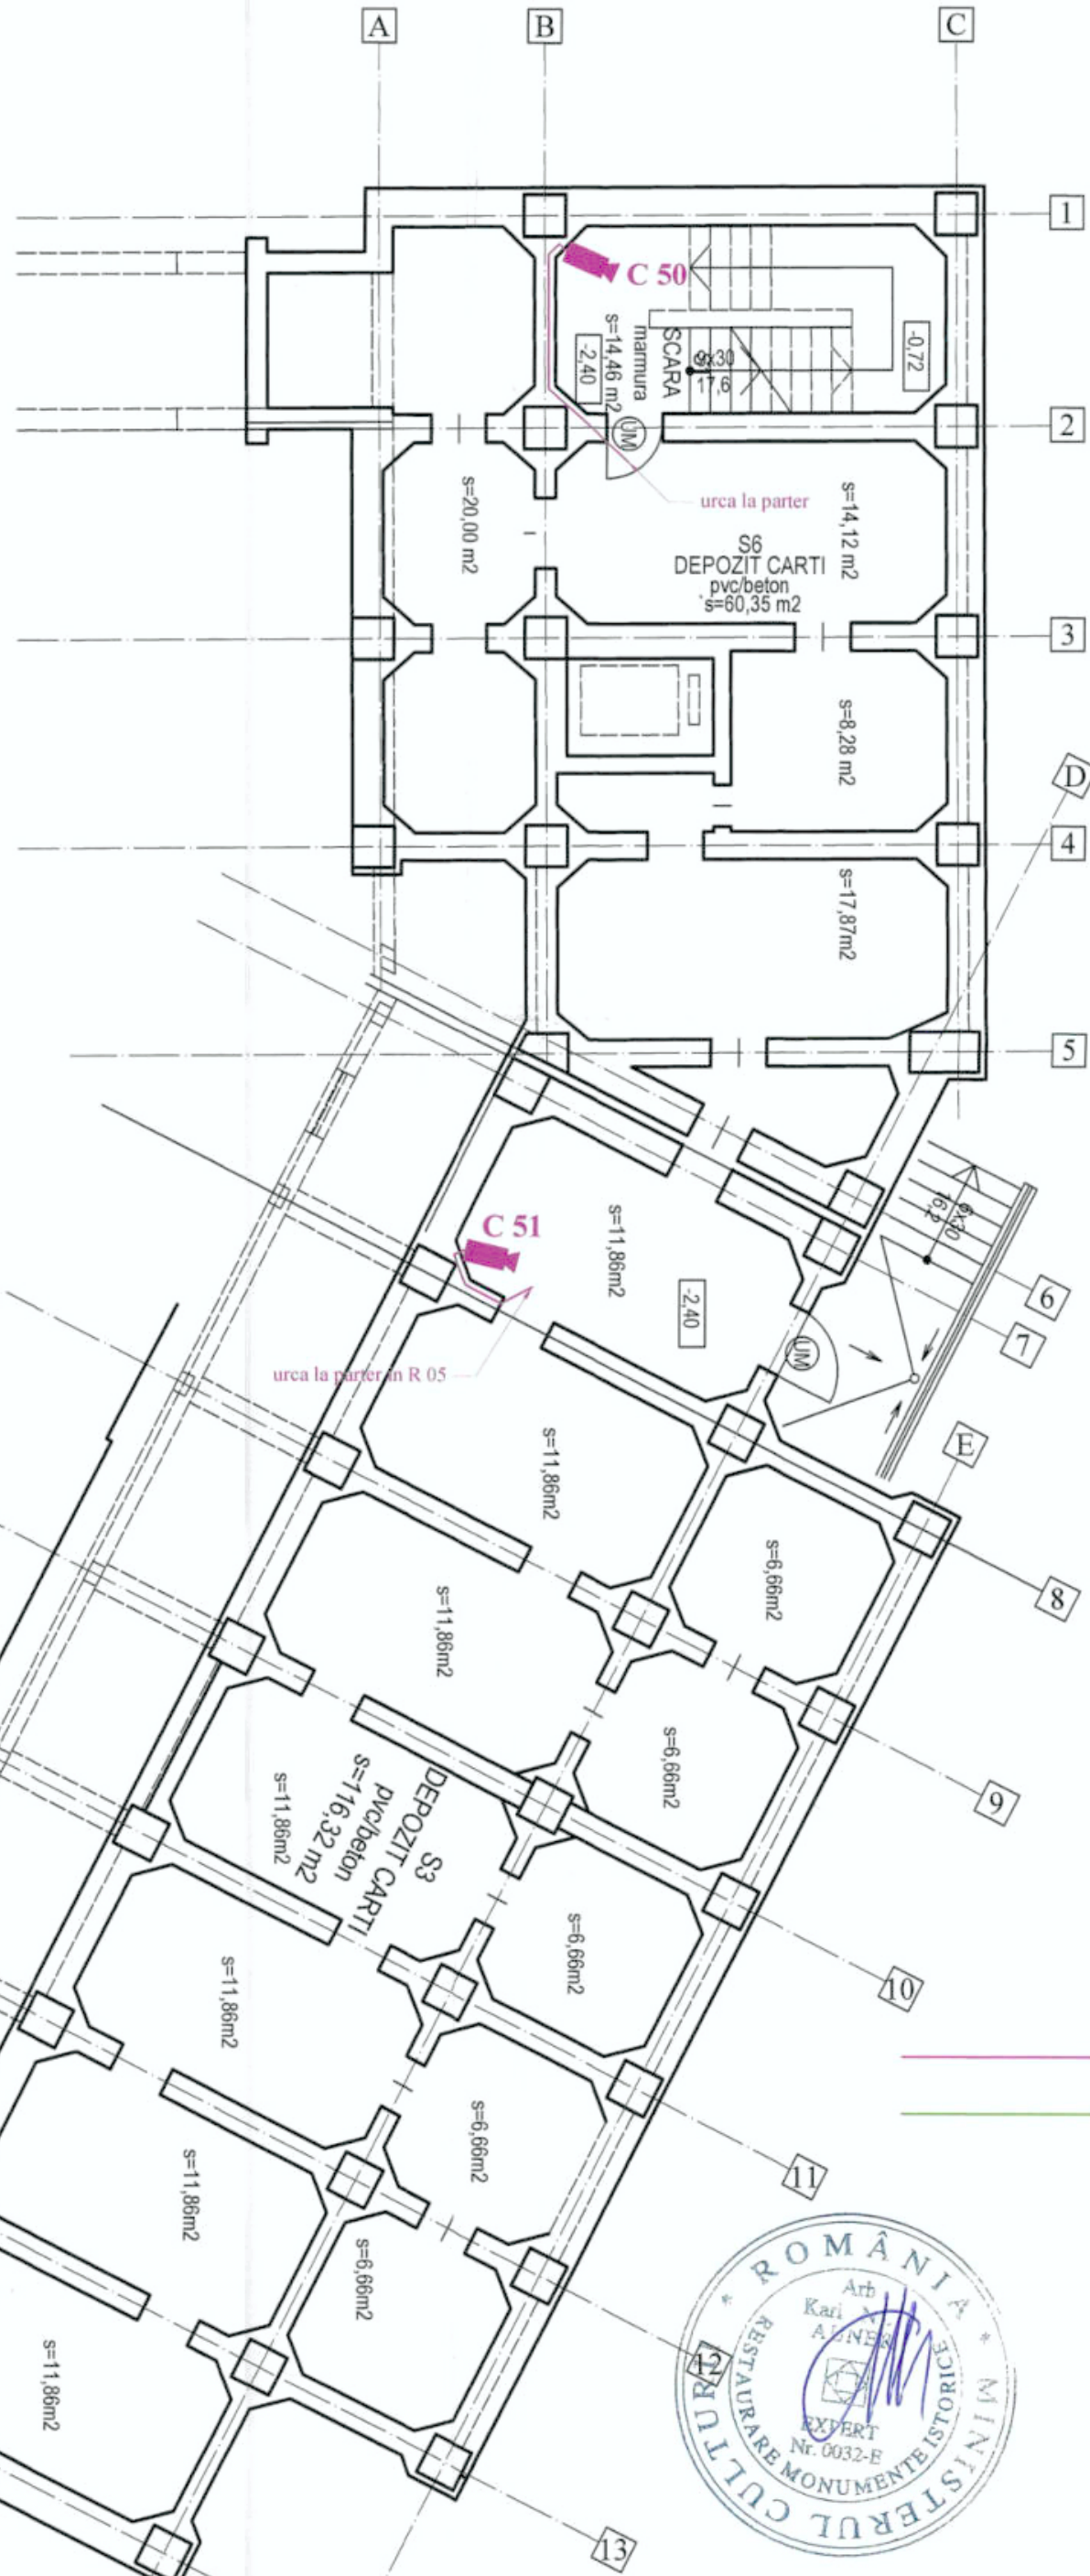 A
B
C
1
C 50
SCARA
marmura
s=14,46 m2
-2,40
9x30
17,6
-0,72
2
UM
urca la parter
s=20,00 m2
s=14,12 m2
S6
DEPOZIT CARTI
pvc/beton
s=60,35 m2
3
s=8,28 m2
D
4
s=17,87m2
5
6x30
16,2
C 51
s=11,86m2
-2,40
6
7
UM
urca la parter in R 05
E
s=11,86m2
s=6,66m2
8
s=11,86m2
s=6,66m2
9
S3
DEPOZIT CARTI
pvc/beton
s=116,32 m2
s=11,86m2
s=6,66m2
10
s=11,86m2
s=6,66m2
11
s=11,86m2
s=6,66m2
12
s=11,86m2
13
ROMÂNIA * MINISTERUL CULTURII *
RESTAURARE MONUMENTE ISTORICE
Arh
Karl
EXPERT
Nr. 0032-E